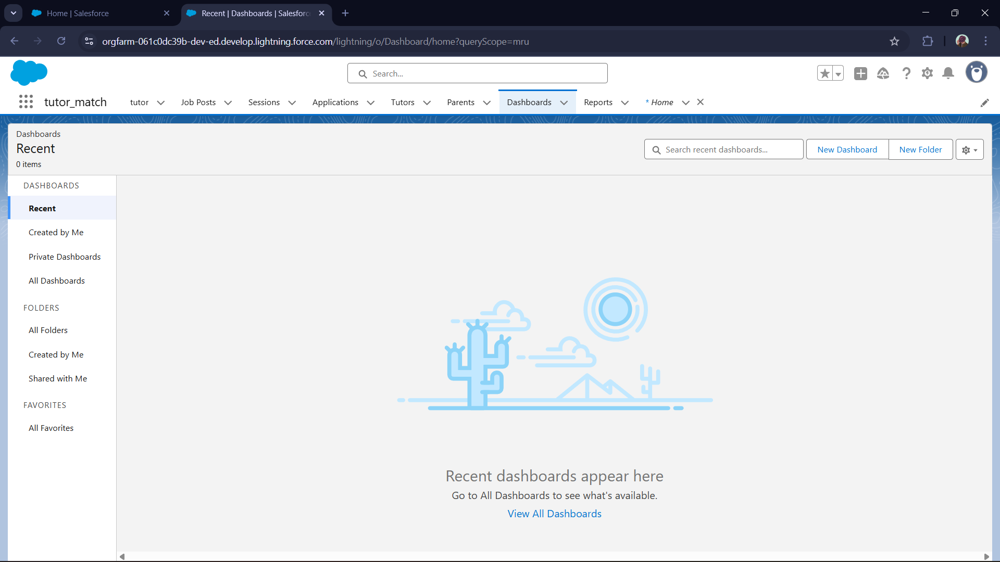 Home | Salesforce
Recent | Dashboards | Salesforc
orgfarm-061c0dc39b-dev-ed.develop.lightning.force.com/lightning/o/Dashboard/home?queryScope=mru
Search...
tutor_match
tutor
Job Posts
Sessions
Applications
Tutors
Parents
Dashboards
Reports
* Home
Dashboards
Recent
0 items
Search recent dashboards...
New Dashboard
New Folder
DASHBOARDS
Recent
Created by Me
Private Dashboards
All Dashboards
FOLDERS
All Folders
Created by Me
Shared with Me
FAVORITES
All Favorites
Recent dashboards appear here
Go to All Dashboards to see what's available.
View All Dashboards